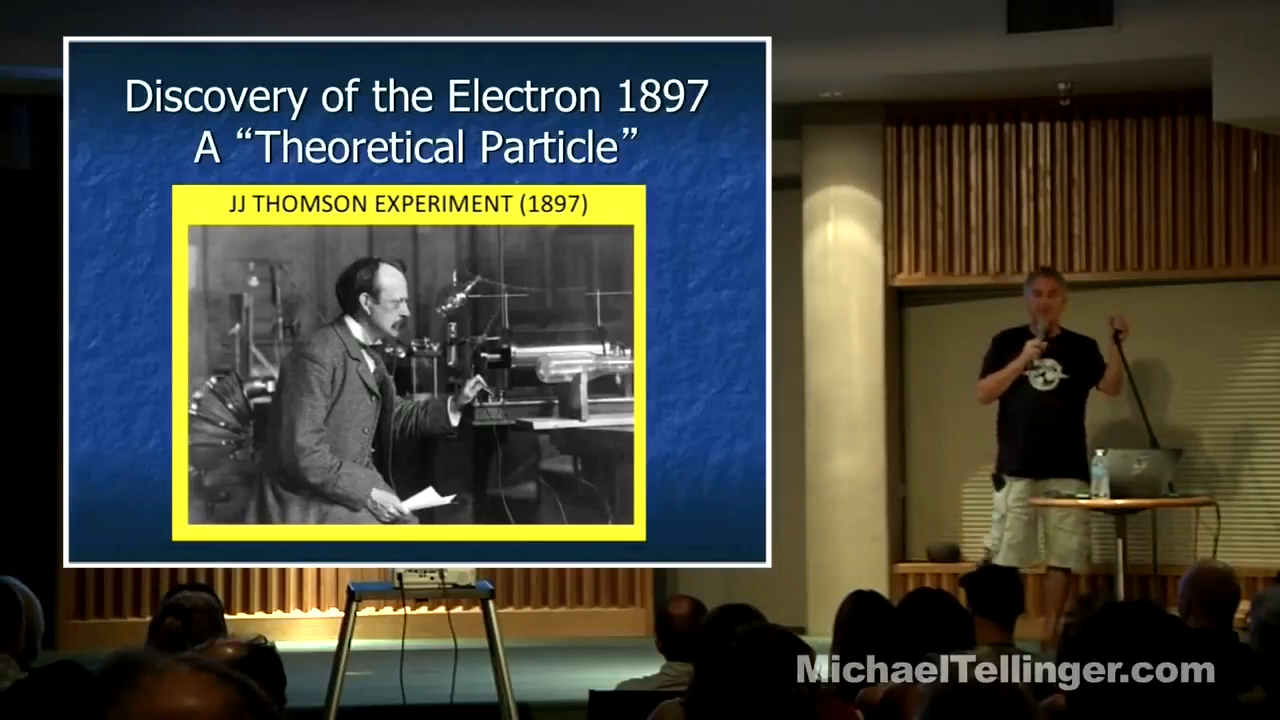 Discovery of the Electron 1897
A “Theoretical Particle”
JJ THOMSON EXPERIMENT (1897)
MichaelTellinger.com